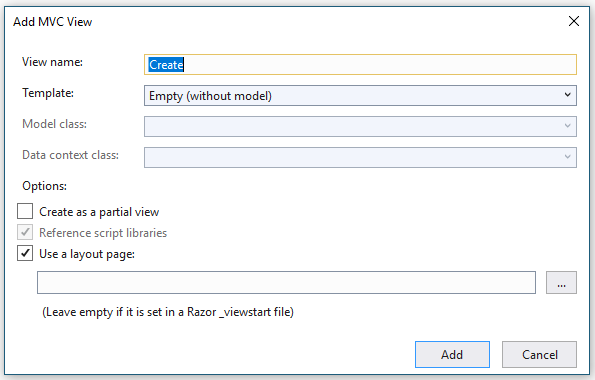 Add MVC View
View name: Create
Template: Empty (without model)
Model class:
Data context class:
Options:
Create as a partial view
Reference script libraries
Use a layout page:
...
(Leave empty if it is set in a Razor _viewstart file)
Add Cancel